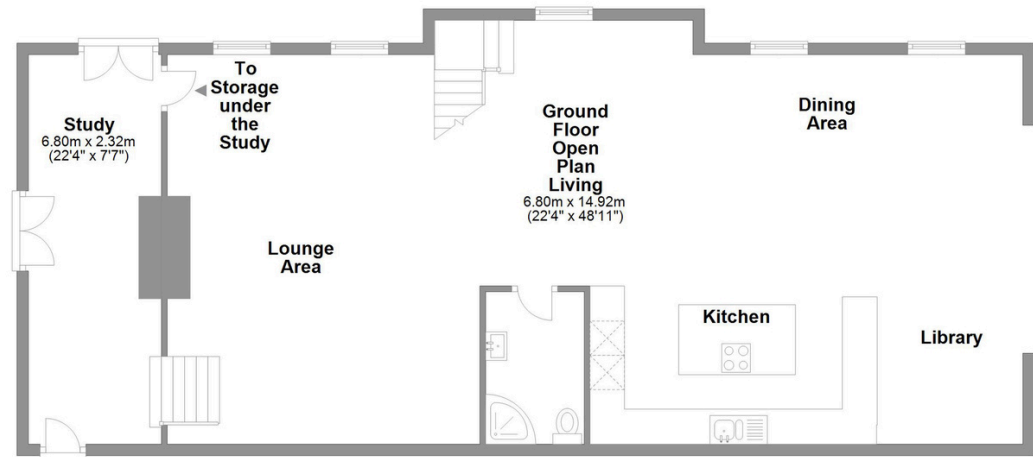 Study
6.80m x 2.32m
(22'4" x 7'7")
To
Storage
under
the
Study
Lounge
Area
Ground
Floor
Open
Plan
Living
6.80m x 14.92m
(22'4" x 48'11")
Dining
Area
Kitchen
Library